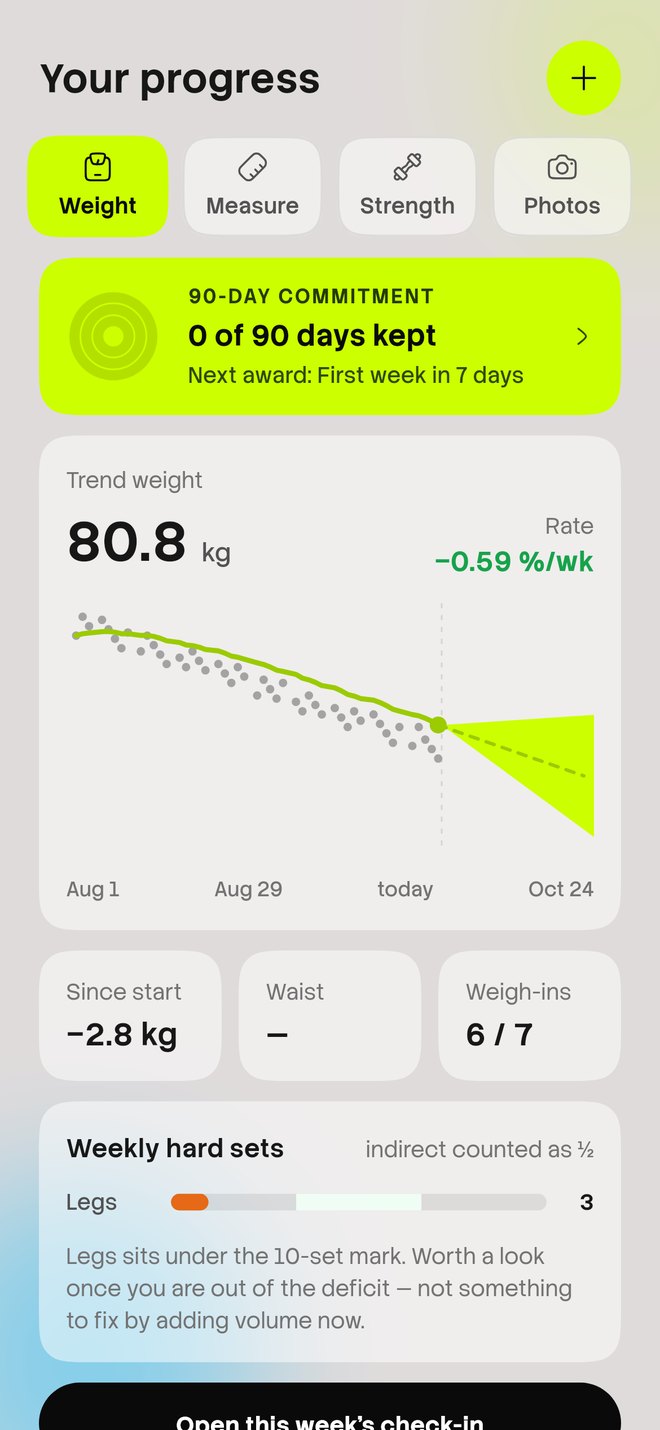 Your progress
Weight
Measure
Strength
Photos
90-DAY COMMITMENT
0 of 90 days kept
Next award: First week in 7 days
Trend weight
80.8 kg
Rate
−0.59 %/wk
Aug 1
Aug 29
today
Oct 24
Since start
−2.8 kg
Waist
–
Weigh-ins
6 / 7
Weekly hard sets
indirect counted as ½
Legs
3
Legs sits under the 10-set mark. Worth a look
once you are out of the deficit — not something
to fix by adding volume now.
Open this week’s check-in